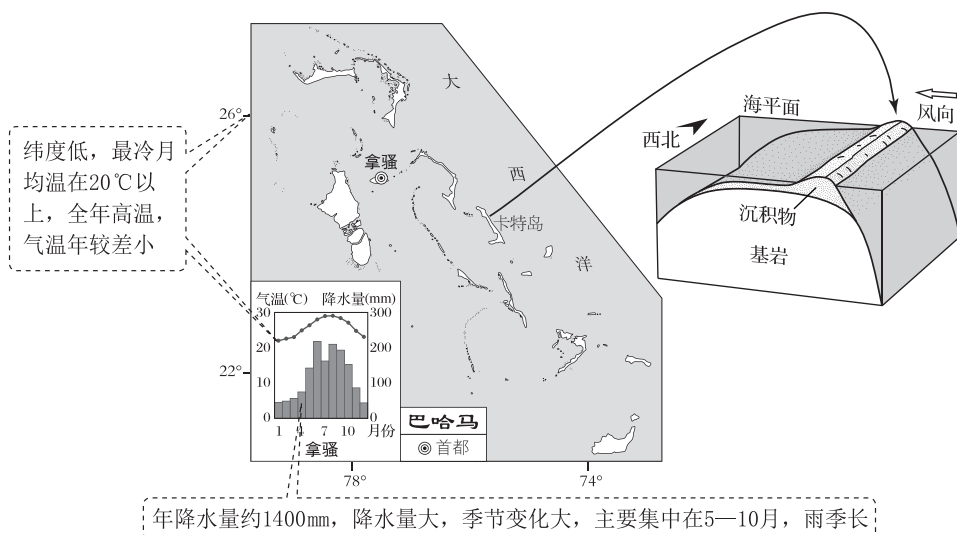 大
西
洋
26°
22°
78°
74°
拿骚
卡特岛
纬度低，最冷月
均温在20℃以
上，全年高温，
气温年较差小
气温(℃) 降水量(mm)
30 300
20 200
10 100
0 0
1 4 7 10 月份
拿骚
巴哈马
首都
海平面
西北
风向
沉积物
基岩
年降水量约1400mm，降水量大，季节变化大，主要集中在5—10月，雨季长